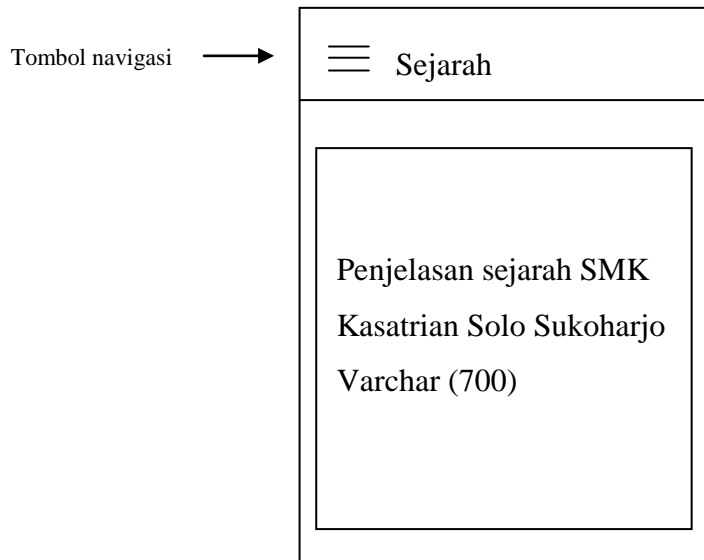 Tombol navigasi
Sejarah
Penjelasan sejarah SMK
Kasatrian Solo Sukoharjo
Varchar (700)